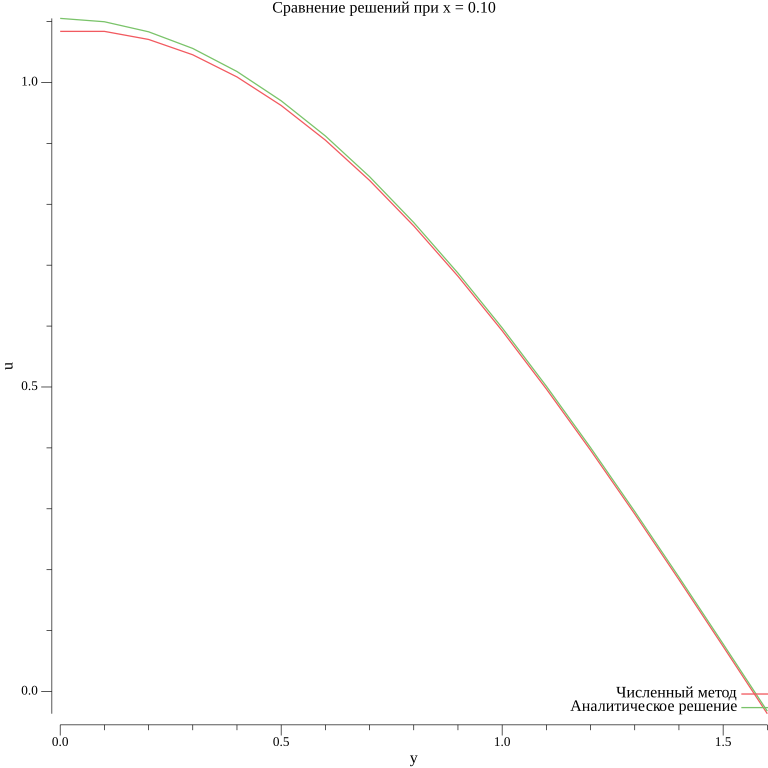 Сравнение решений при x = 0.10
1.0
u
0.5
0.0
Численный метод
Аналитическое решение
0.0 0.5 1.0 1.5
y